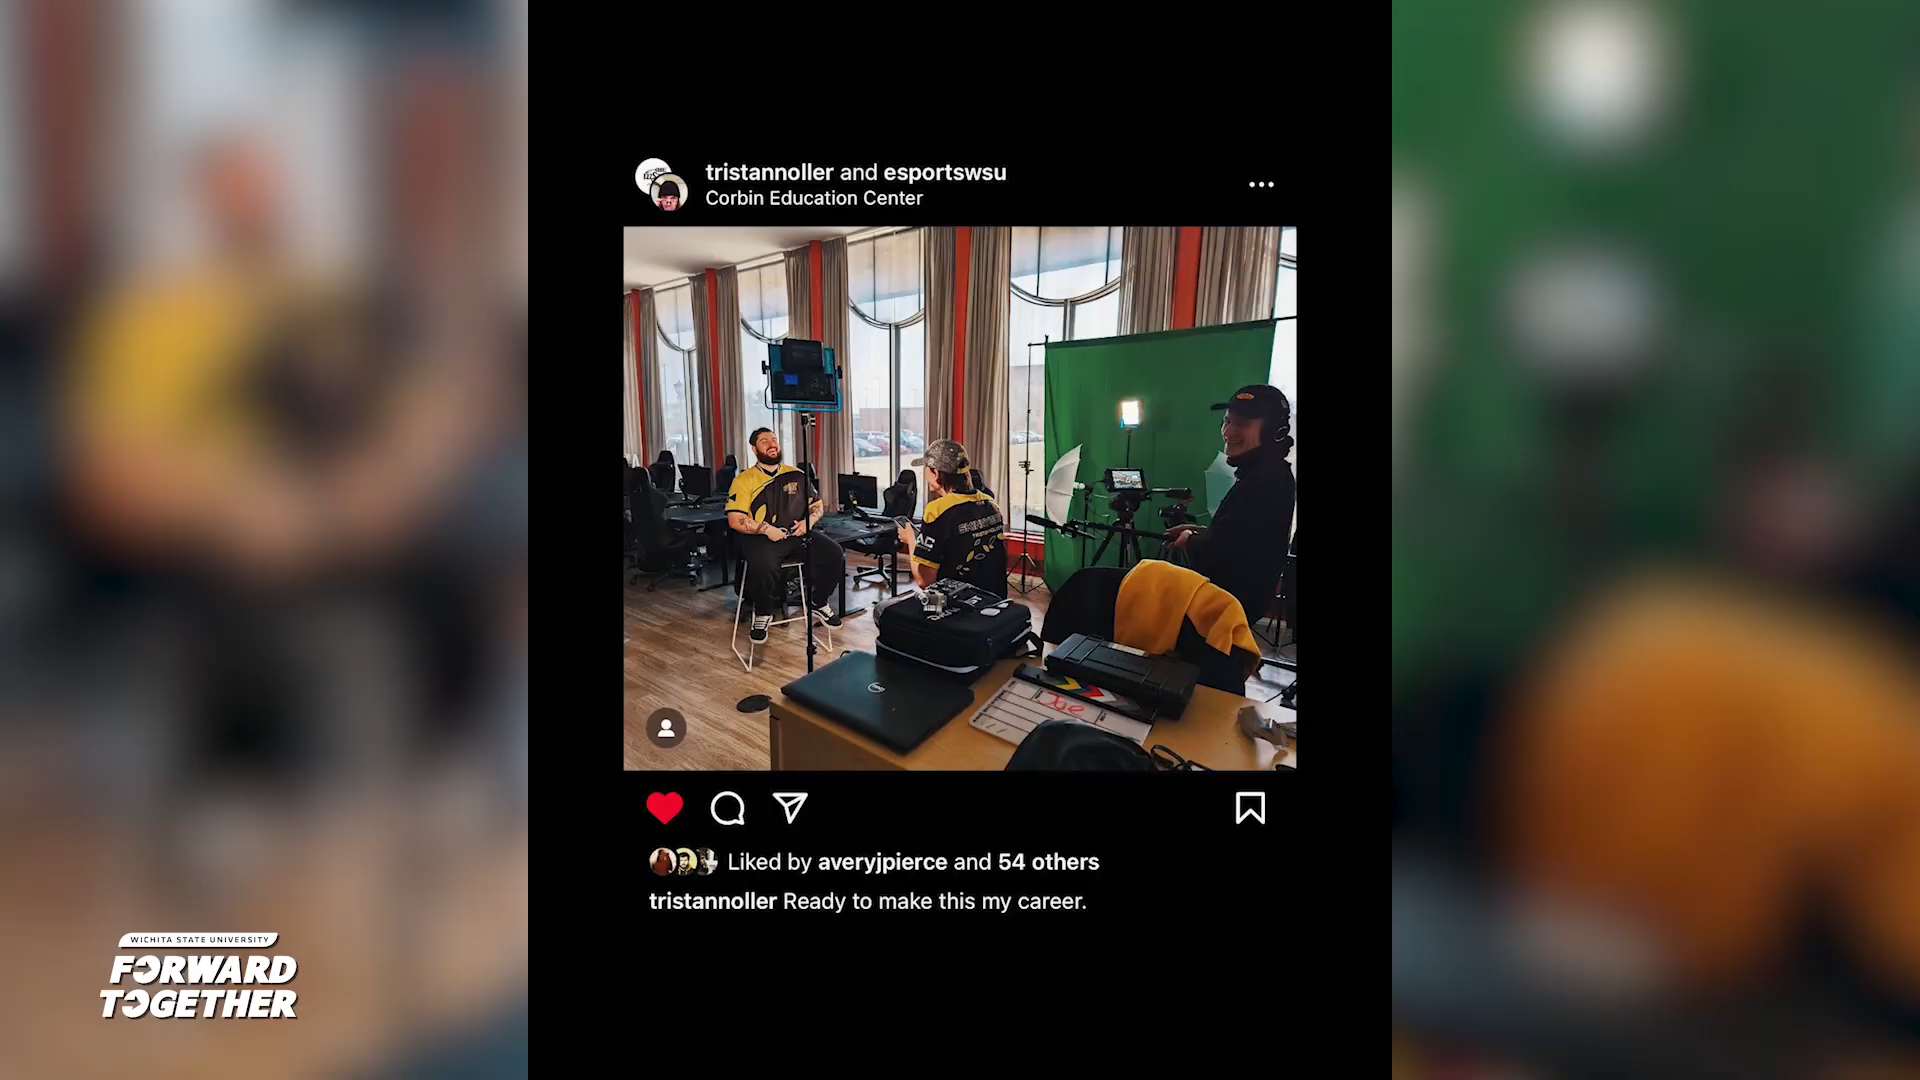 tristannoller and esportswsu
Corbin Education Center
Joe
Liked by averyjpierce and 54 others
tristannoller Ready to make this my career.
WICHITA STATE UNIVERSITY
FORWARD
TOGETHER